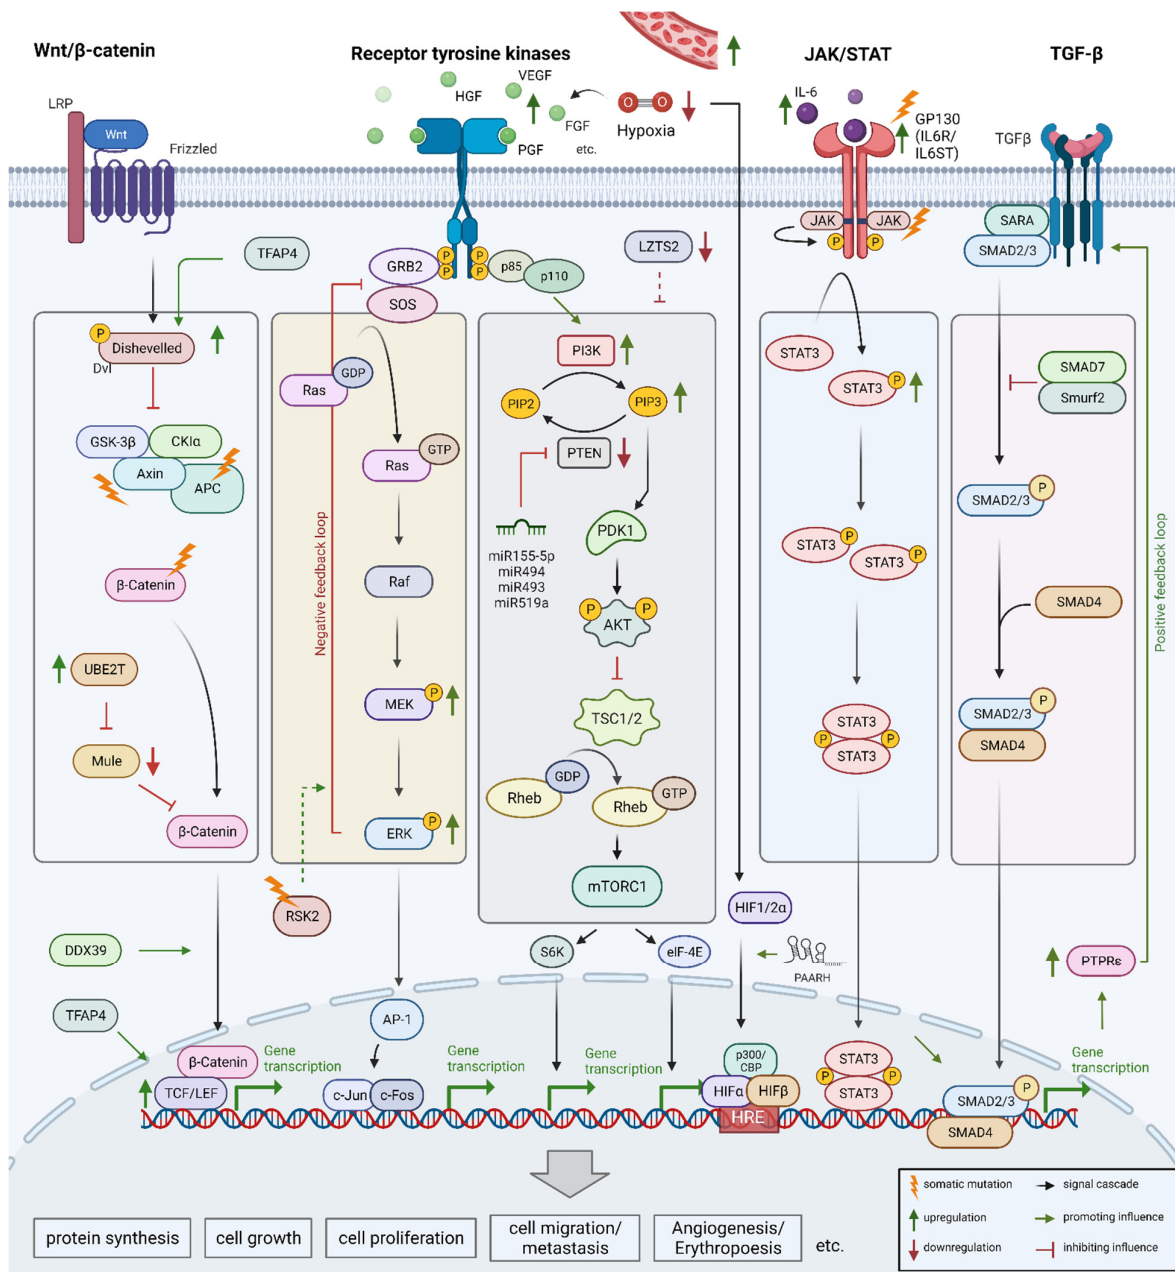 Wnt/β-catenin
Receptor tyrosine kinases
JAK/STAT
TGF-β
LRP
Wnt
Frizzled
HGF
VEGF
FGF
PGF
etc.
O
O
Hypoxia
IL-6
GP130
(IL6R/
IL6ST)
TGFβ
JAK
JAK
P
P
SARA
SMAD2/3
TFAP4
GRB2
SOS
P
P
P
P
p85
p110
LZTS2
P
Dishevelled
Dvl
GSK-3β
CKIα
Axin
APC
β-Catenin
UBE2T
Mule
β-Catenin
Ras
GDP
Ras
GTP
Raf
MEK
P
ERK
P
Negative feedback loop
RSK2
PI3K
PIP2
PIP3
PTEN
miR155-5p
miR494
miR493
miR519a
PDK1
P
P
AKT
TSC1/2
Rheb
GDP
Rheb
GTP
mTORC1
S6K
eIF-4E
STAT3
STAT3
P
STAT3
P
STAT3
P
STAT3
P
P
STAT3
SMAD7
Smurf2
SMAD2/3
P
SMAD4
SMAD2/3
P
SMAD4
Positive feedback loop
HIF1/2α
PAARH
PTPRε
DDX39
TFAP4
β-Catenin
TCF/LEF
Gene
transcription
AP-1
c-Jun
c-Fos
Gene
transcription
Gene
transcription
p300/
CBP
HIFα
HIFβ
HRE
STAT3
P
P
STAT3
SMAD2/3
P
SMAD4
Gene
transcription
protein synthesis
cell growth
cell proliferation
cell migration/
metastasis
Angiogenesis/
Erythropoesis
etc.
somatic mutation
signal cascade
upregulation
promoting influence
downregulation
inhibiting influence